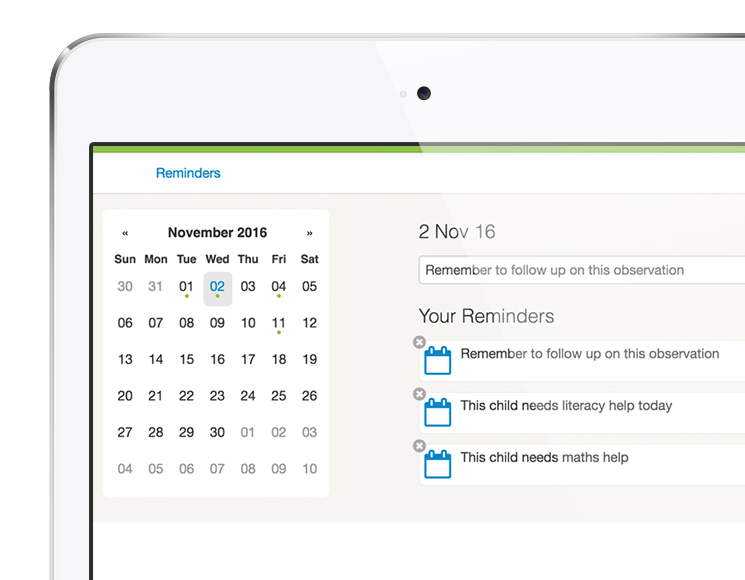 Reminders
« November 2016 »
Sun Mon Tue Wed Thu Fri Sat
30 31 01 02 03 04 05
06 07 08 09 10 11 12
13 14 15 16 17 18 19
20 21 22 23 24 25 26
27 28 29 30 01 02 03
04 05 06 07 08 09 10
2 Nov 16
Remember to follow up on this observation
Your Reminders
Remember to follow up on this observation
This child needs literacy help today
This child needs maths help